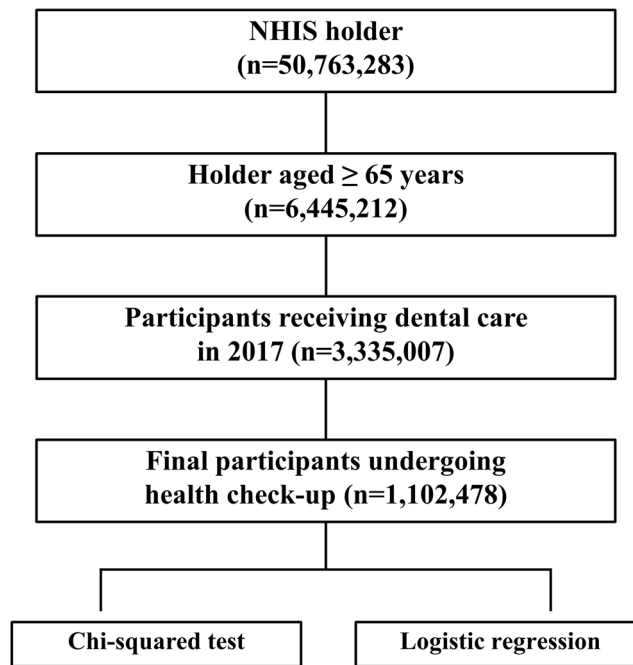 NHIS holder
(n=50,763,283)
Holder aged ≥ 65 years
(n=6,445,212)
Participants receiving dental care
in 2017 (n=3,335,007)
Final participants undergoing
health check-up (n=1,102,478)
Chi-squared test
Logistic regression